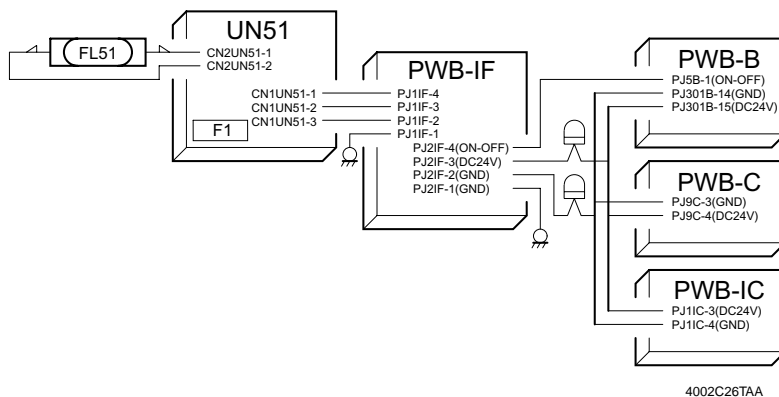 UN51
FL51
CN2UN51-1
CN2UN51-2
CN1UN51-1
CN1UN51-2
CN1UN51-3
F1
PWB-IF
PJ1IF-4
PJ1IF-3
PJ1IF-2
PJ1IF-1
PJ2IF-4(ON-OFF)
PJ2IF-3(DC24V)
PJ2IF-2(GND)
PJ2IF-1(GND)
PWB-B
PJ5B-1(ON-OFF)
PJ301B-14(GND)
PJ301B-15(DC24V)
PWB-C
PJ9C-3(GND)
PJ9C-4(DC24V)
PWB-IC
PJ1IC-3(DC24V)
PJ1IC-4(GND)
4002C26TAA